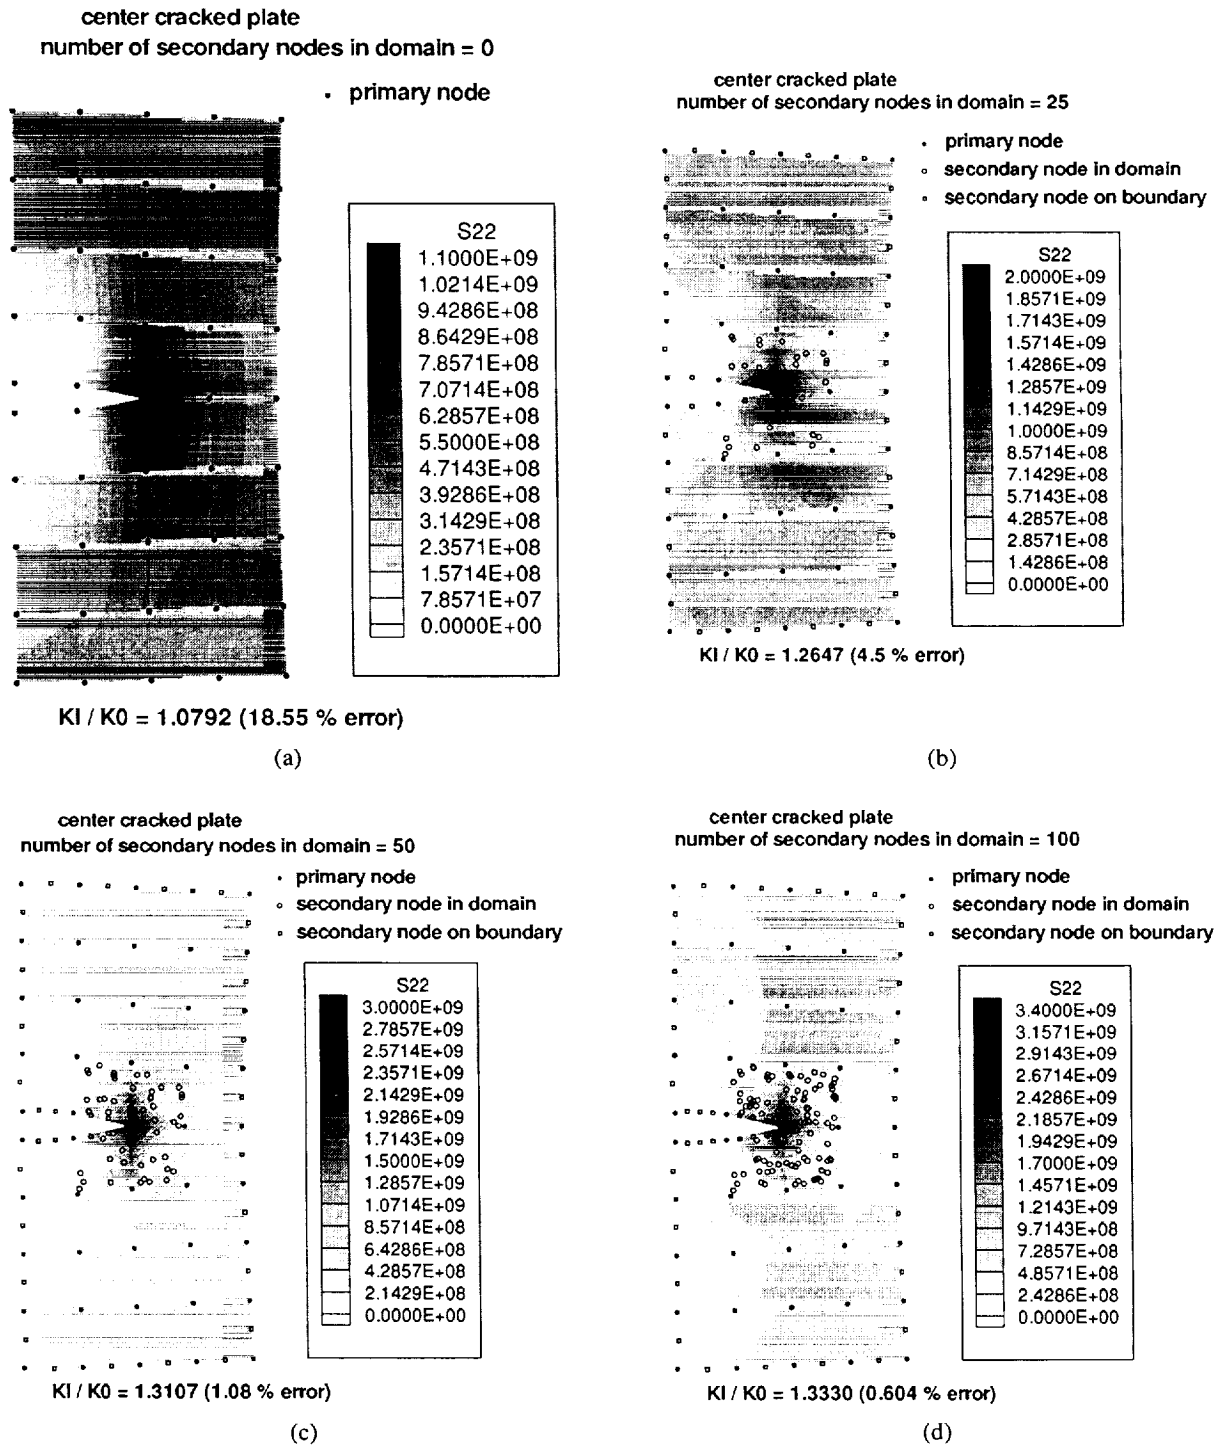 center cracked plate
number of secondary nodes in domain = 0
primary node
S22
1.1000E+09
1.0214E+09
9.4286E+08
8.6429E+08
7.8571E+08
7.0714E+08
6.2857E+08
5.5000E+08
4.7143E+08
3.9286E+08
3.1429E+08
2.3571E+08
1.5714E+08
7.8571E+07
0.0000E+00
KI / K0 = 1.0792 (18.55 % error)
(a)
center cracked plate
number of secondary nodes in domain = 25
primary node
secondary node in domain
secondary node on boundary
S22
2.0000E+09
1.8571E+09
1.7143E+09
1.5714E+09
1.4286E+09
1.2857E+09
1.1429E+09
1.0000E+09
8.5714E+08
7.1429E+08
5.7143E+08
4.2857E+08
2.8571E+08
1.4286E+08
0.0000E+00
KI / K0 = 1.2647 (4.5 % error)
(b)
center cracked plate
number of secondary nodes in domain = 50
primary node
secondary node in domain
secondary node on boundary
S22
3.0000E+09
2.7857E+09
2.5714E+09
2.3571E+09
2.1429E+09
1.9286E+09
1.7143E+09
1.5000E+09
1.2857E+09
1.0714E+09
8.5714E+08
6.4286E+08
4.2857E+08
2.1429E+08
0.0000E+00
KI / K0 = 1.3107 (1.08 % error)
(c)
center cracked plate
number of secondary nodes in domain = 100
primary node
secondary node in domain
secondary node on boundary
S22
3.4000E+09
3.1571E+09
2.9143E+09
2.6714E+09
2.4286E+09
2.1857E+09
1.9429E+09
1.7000E+09
1.4571E+09
1.2143E+09
9.7143E+08
7.2857E+08
4.8571E+08
2.4286E+08
0.0000E+00
KI / K0 = 1.3330 (0.604 % error)
(d)